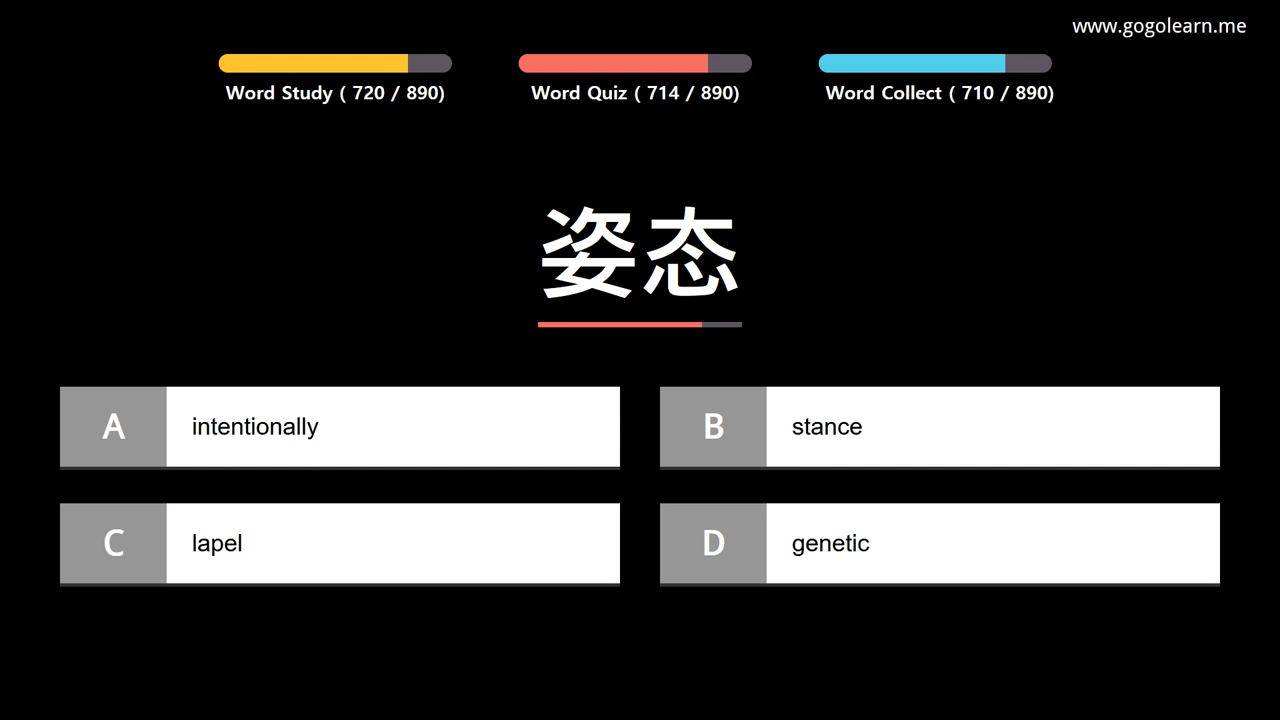 www.gogolearn.me
Word Study ( 720 / 890)
Word Quiz ( 714 / 890)
Word Collect ( 710 / 890)
姿态
A intentionally
B stance
C lapel
D genetic